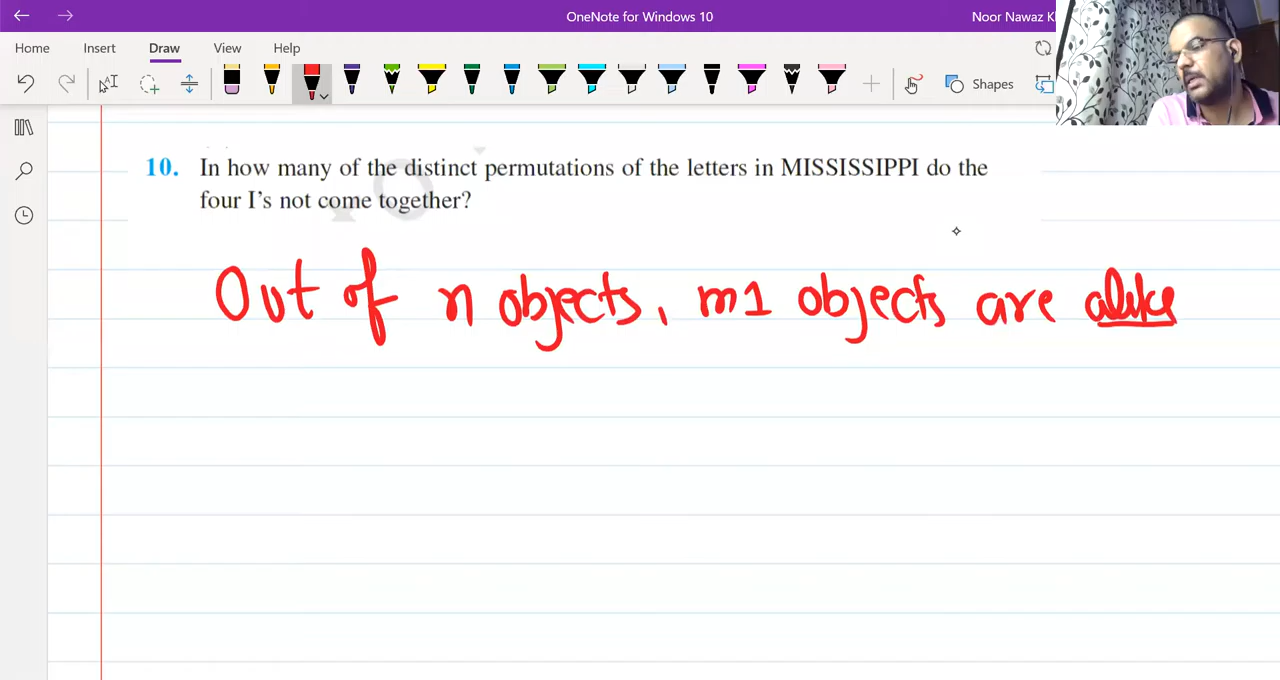 OneNote for Windows 10
Noor Nawaz Kh
Home Insert Draw View Help
Shapes
10. In how many of the distinct permutations of the letters in MISSISSIPPI do the
four I's not come together?
Out of n objects, m1 objects are alike